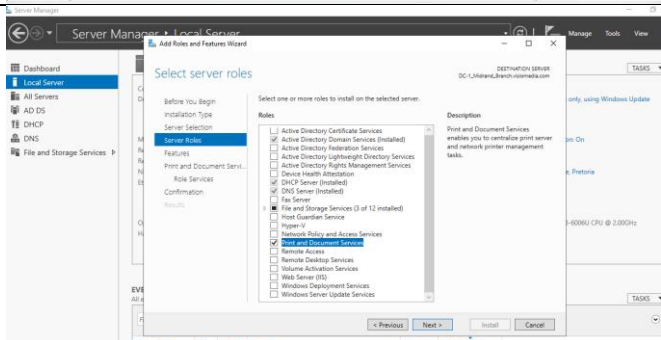 Server Manager
Server Manager • Local Server
Manage Tools View
Dashboard
Local Server
All Servers
AD DS
DHCP
DNS
File and Storage Services
TASKS
only, using Windows Update
on: On
e, Pretoria
-6006U CPU @ 2.00GHz
TASKS
EVE
All e
Add Roles and Features Wizard
Select server roles
DESTINATION SERVER
Before You Begin
Installation Type
Server Selection
Server Roles
Features
Print and Document Servi...
Role Services
Confirmation
Results
Select one or more roles to install on the selected server.
Roles
Active Directory Certificate Services
Active Directory Domain Services (Installed)
Active Directory Federation Services
Active Directory Lightweight Directory Services
Active Directory Rights Management Services
Device Health Attestation
DHCP Server (Installed)
DNS Server (Installed)
Fax Server
File and Storage Services (3 of 12 installed)
Host Guardian Service
Hyper-V
Network Policy and Access Services
Print and Document Services
Remote Access
Remote Desktop Services
Volume Activation Services
Web Server (IIS)
Windows Deployment Services
Windows Server Update Services
Description
Print and Document Services
enables you to centralize print server
and network printer management
tasks.
< Previous
Next >
Install
Cancel